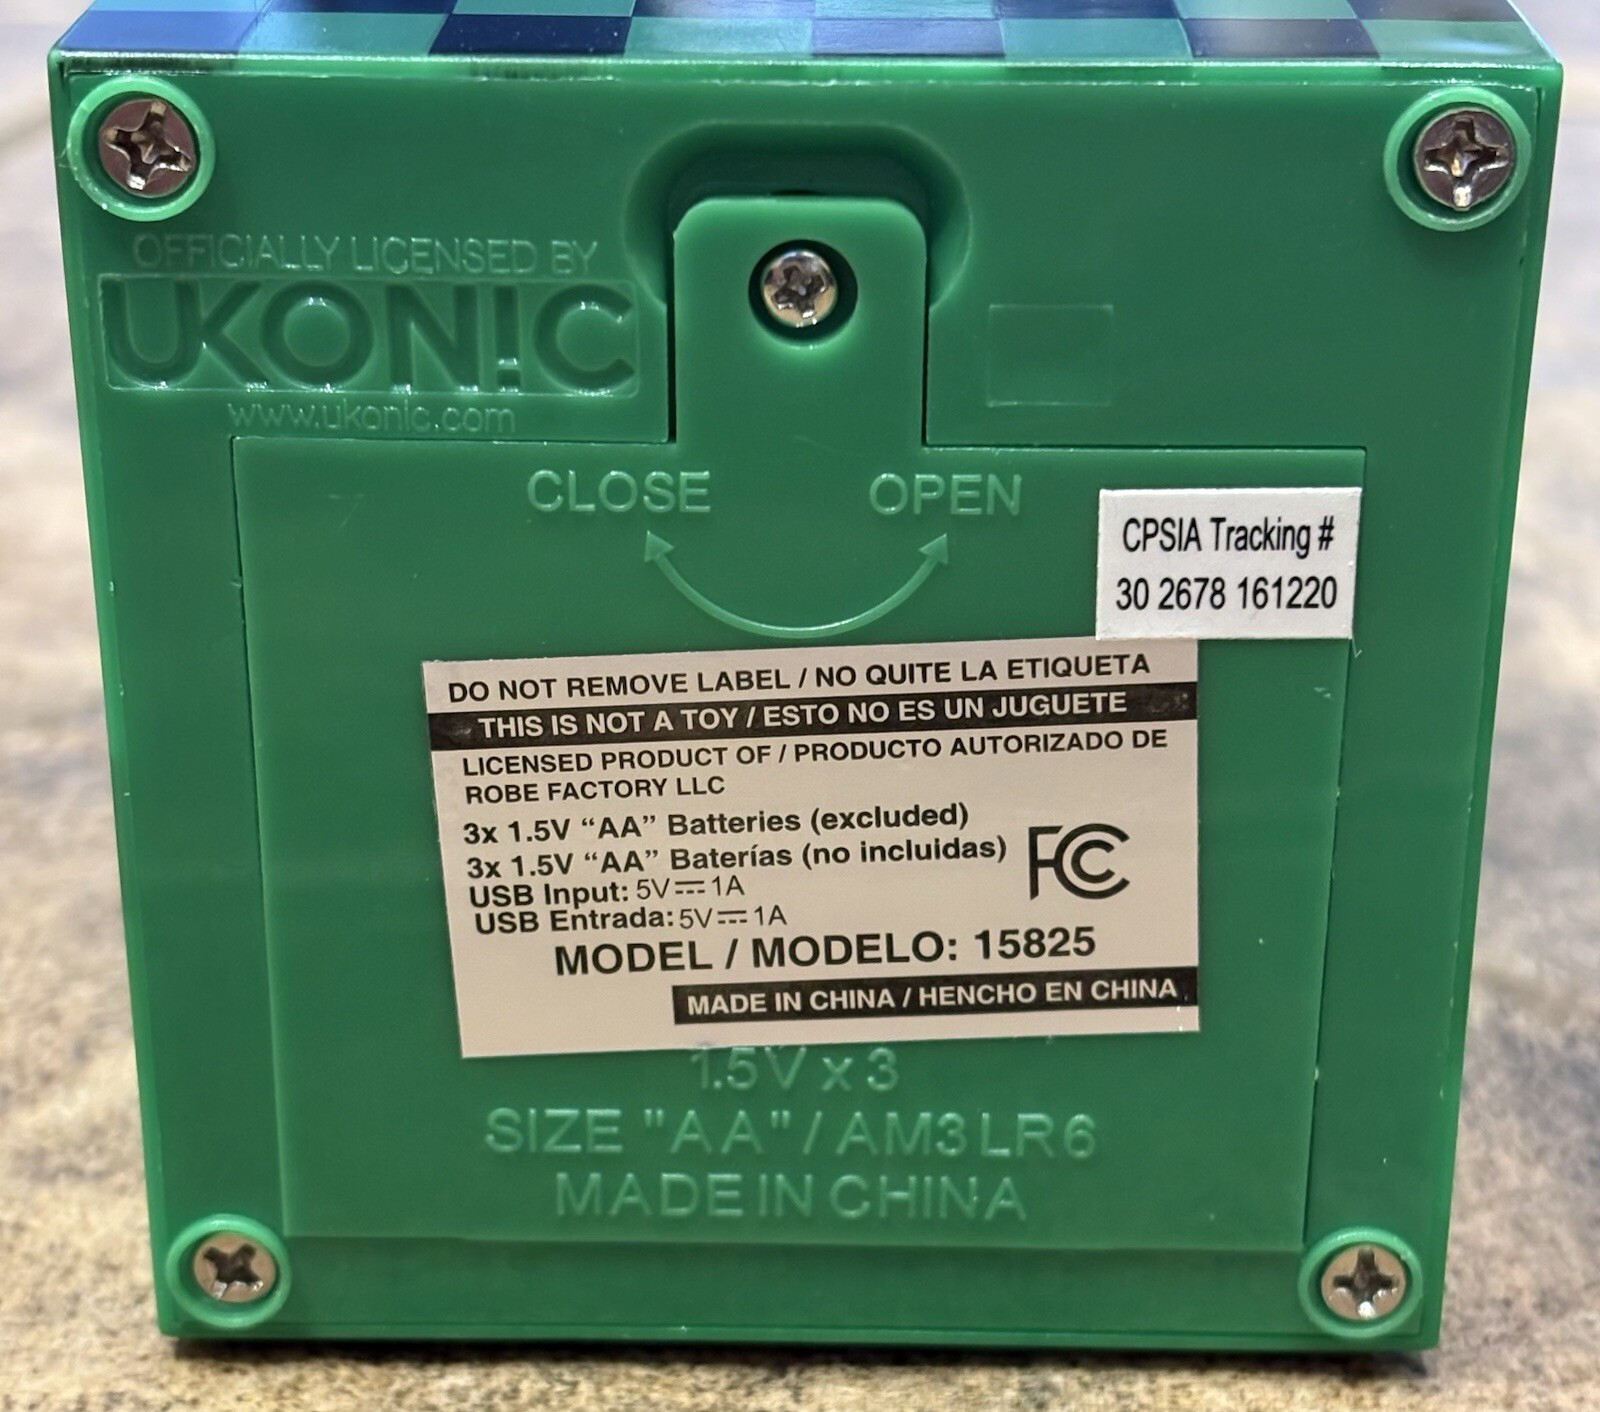 OFFICIALLY LICENSED BY
UKON!C
www.ukonic.com
CLOSE OPEN
CPSIA Tracking #
30 2678 161220
DO NOT REMOVE LABEL / NO QUITE LA ETIQUETA
THIS IS NOT A TOY / ESTO NO ES UN JUGUETE
LICENSED PRODUCT OF / PRODUCTO AUTORIZADO DE
ROBE FACTORY LLC
3x 1.5V “AA” Batteries (excluded)
3x 1.5V “AA” Baterías (no incluidas)
FC
USB Input: 5V⎓1A
USB Entrada: 5V⎓1A
MODEL / MODELO: 15825
MADE IN CHINA / HENCHO EN CHINA
1.5V x 3
SIZE "AA" / AM3 LR6
MADE IN CHINA